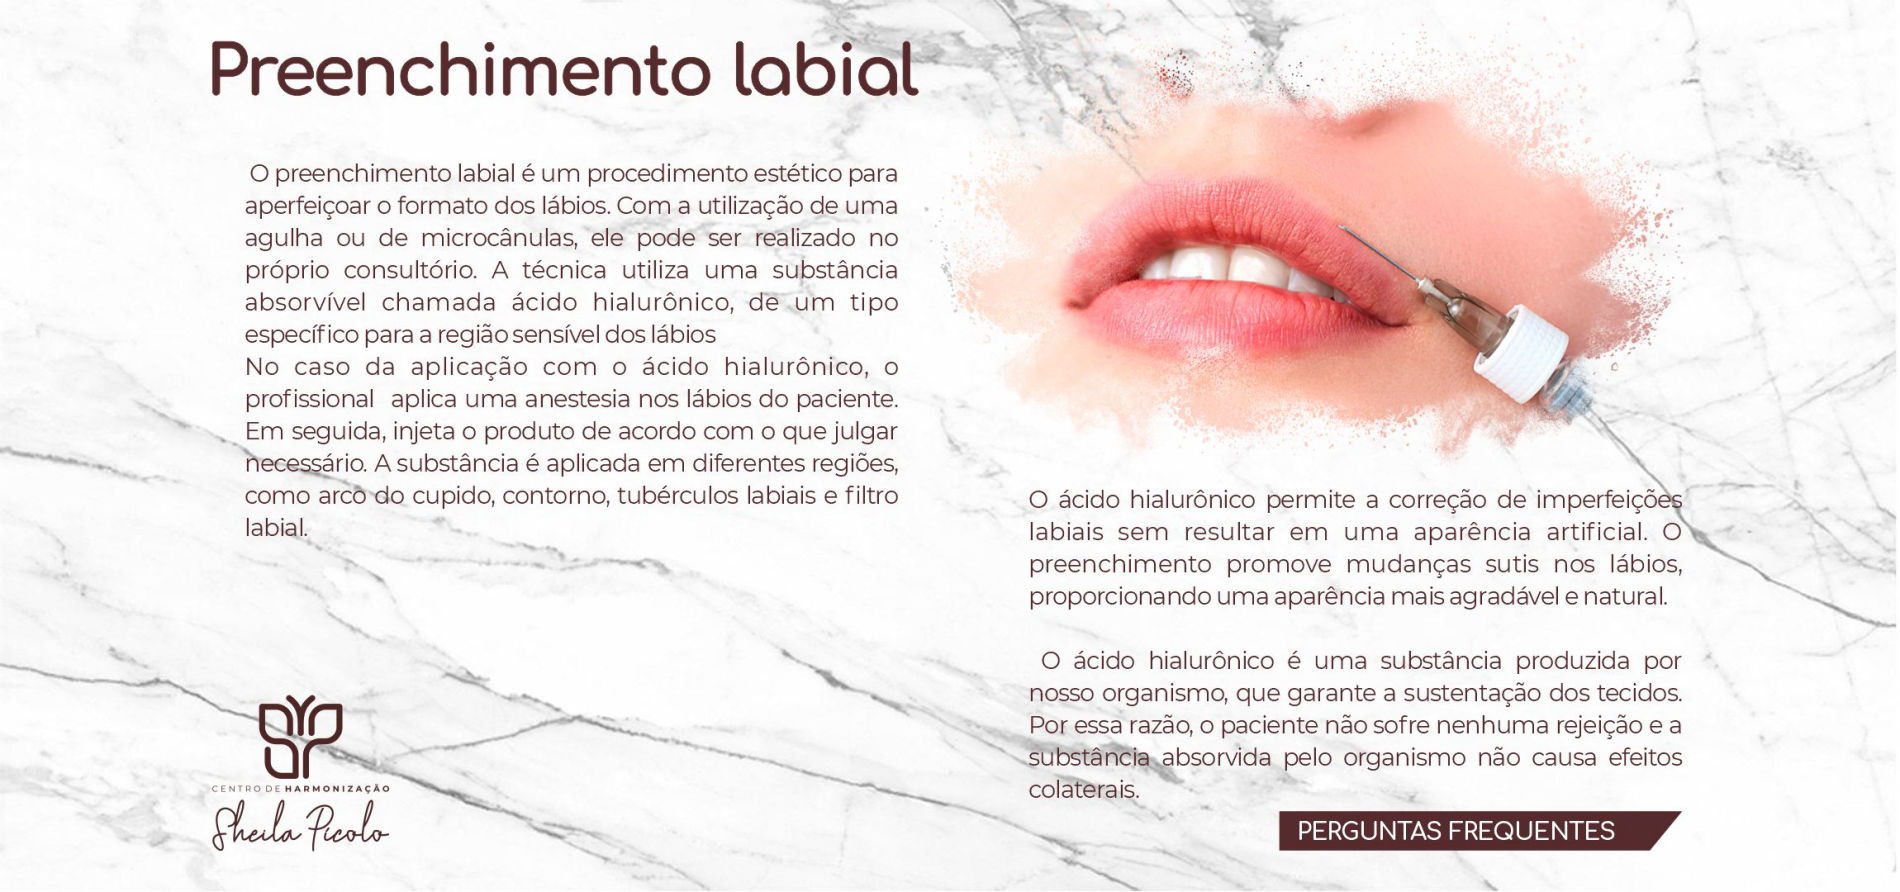 Preenchimento labial
O preenchimento labial é um procedimento estético para
aperfeiçoar o formato dos lábios. Com a utilização de uma
agulha ou de microcânulas, ele pode ser realizado no
próprio consultório. A técnica utiliza uma substância
absorvível chamada ácido hialurônico, de um tipo
específico para a região sensível dos lábios
No caso da aplicação com o ácido hialurônico, o
profissional aplica uma anestesia nos lábios do paciente.
Em seguida, injeta o produto de acordo com o que julgar
necessário. A substância é aplicada em diferentes regiões,
como arco do cupido, contorno, tubérculos labiais e filtro
labial.
O ácido hialurônico permite a correção de imperfeições
labiais sem resultar em uma aparência artificial. O
preenchimento promove mudanças sutis nos lábios,
proporcionando uma aparência mais agradável e natural.
O ácido hialurônico é uma substância produzida por
nosso organismo, que garante a sustentação dos tecidos.
Por essa razão, o paciente não sofre nenhuma rejeição e a
substância absorvida pelo organismo não causa efeitos
colaterais.
CENTRO DE HARMONIZAÇÃO
Sheila Picolo
PERGUNTAS FREQUENTES